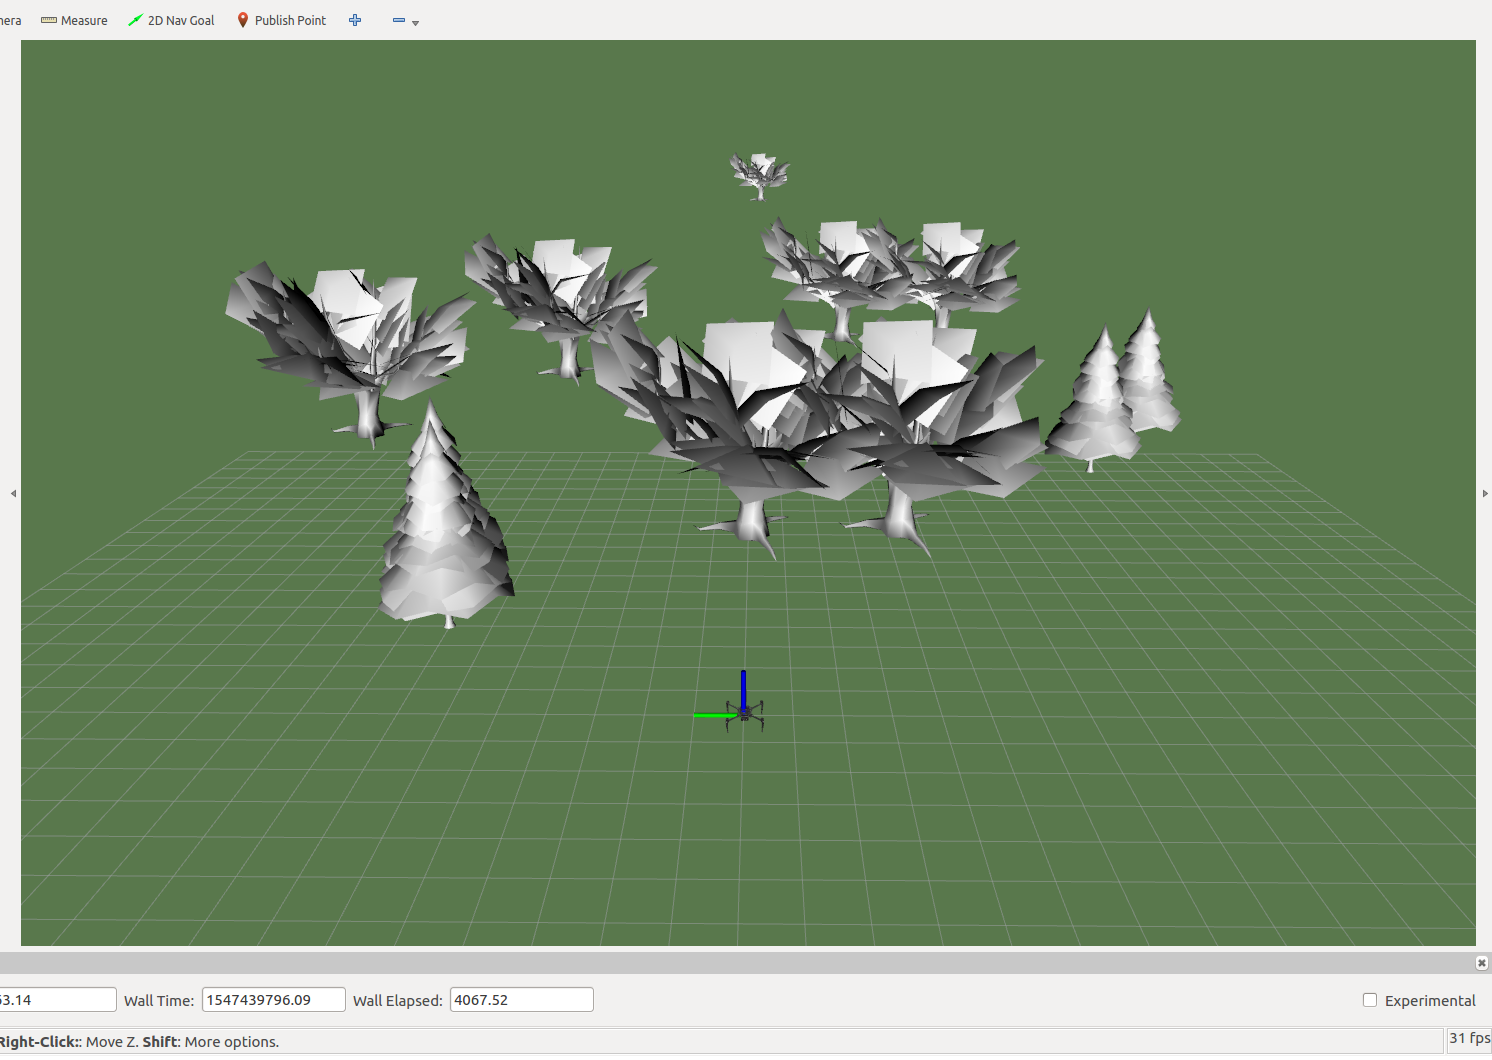 nera Measure 2D Nav Goal Publish Point
53.14 Wall Time: 1547439796.09 Wall Elapsed: 4067.52 Experimental
Right-Click:: Move Z. Shift: More options. 31 fps